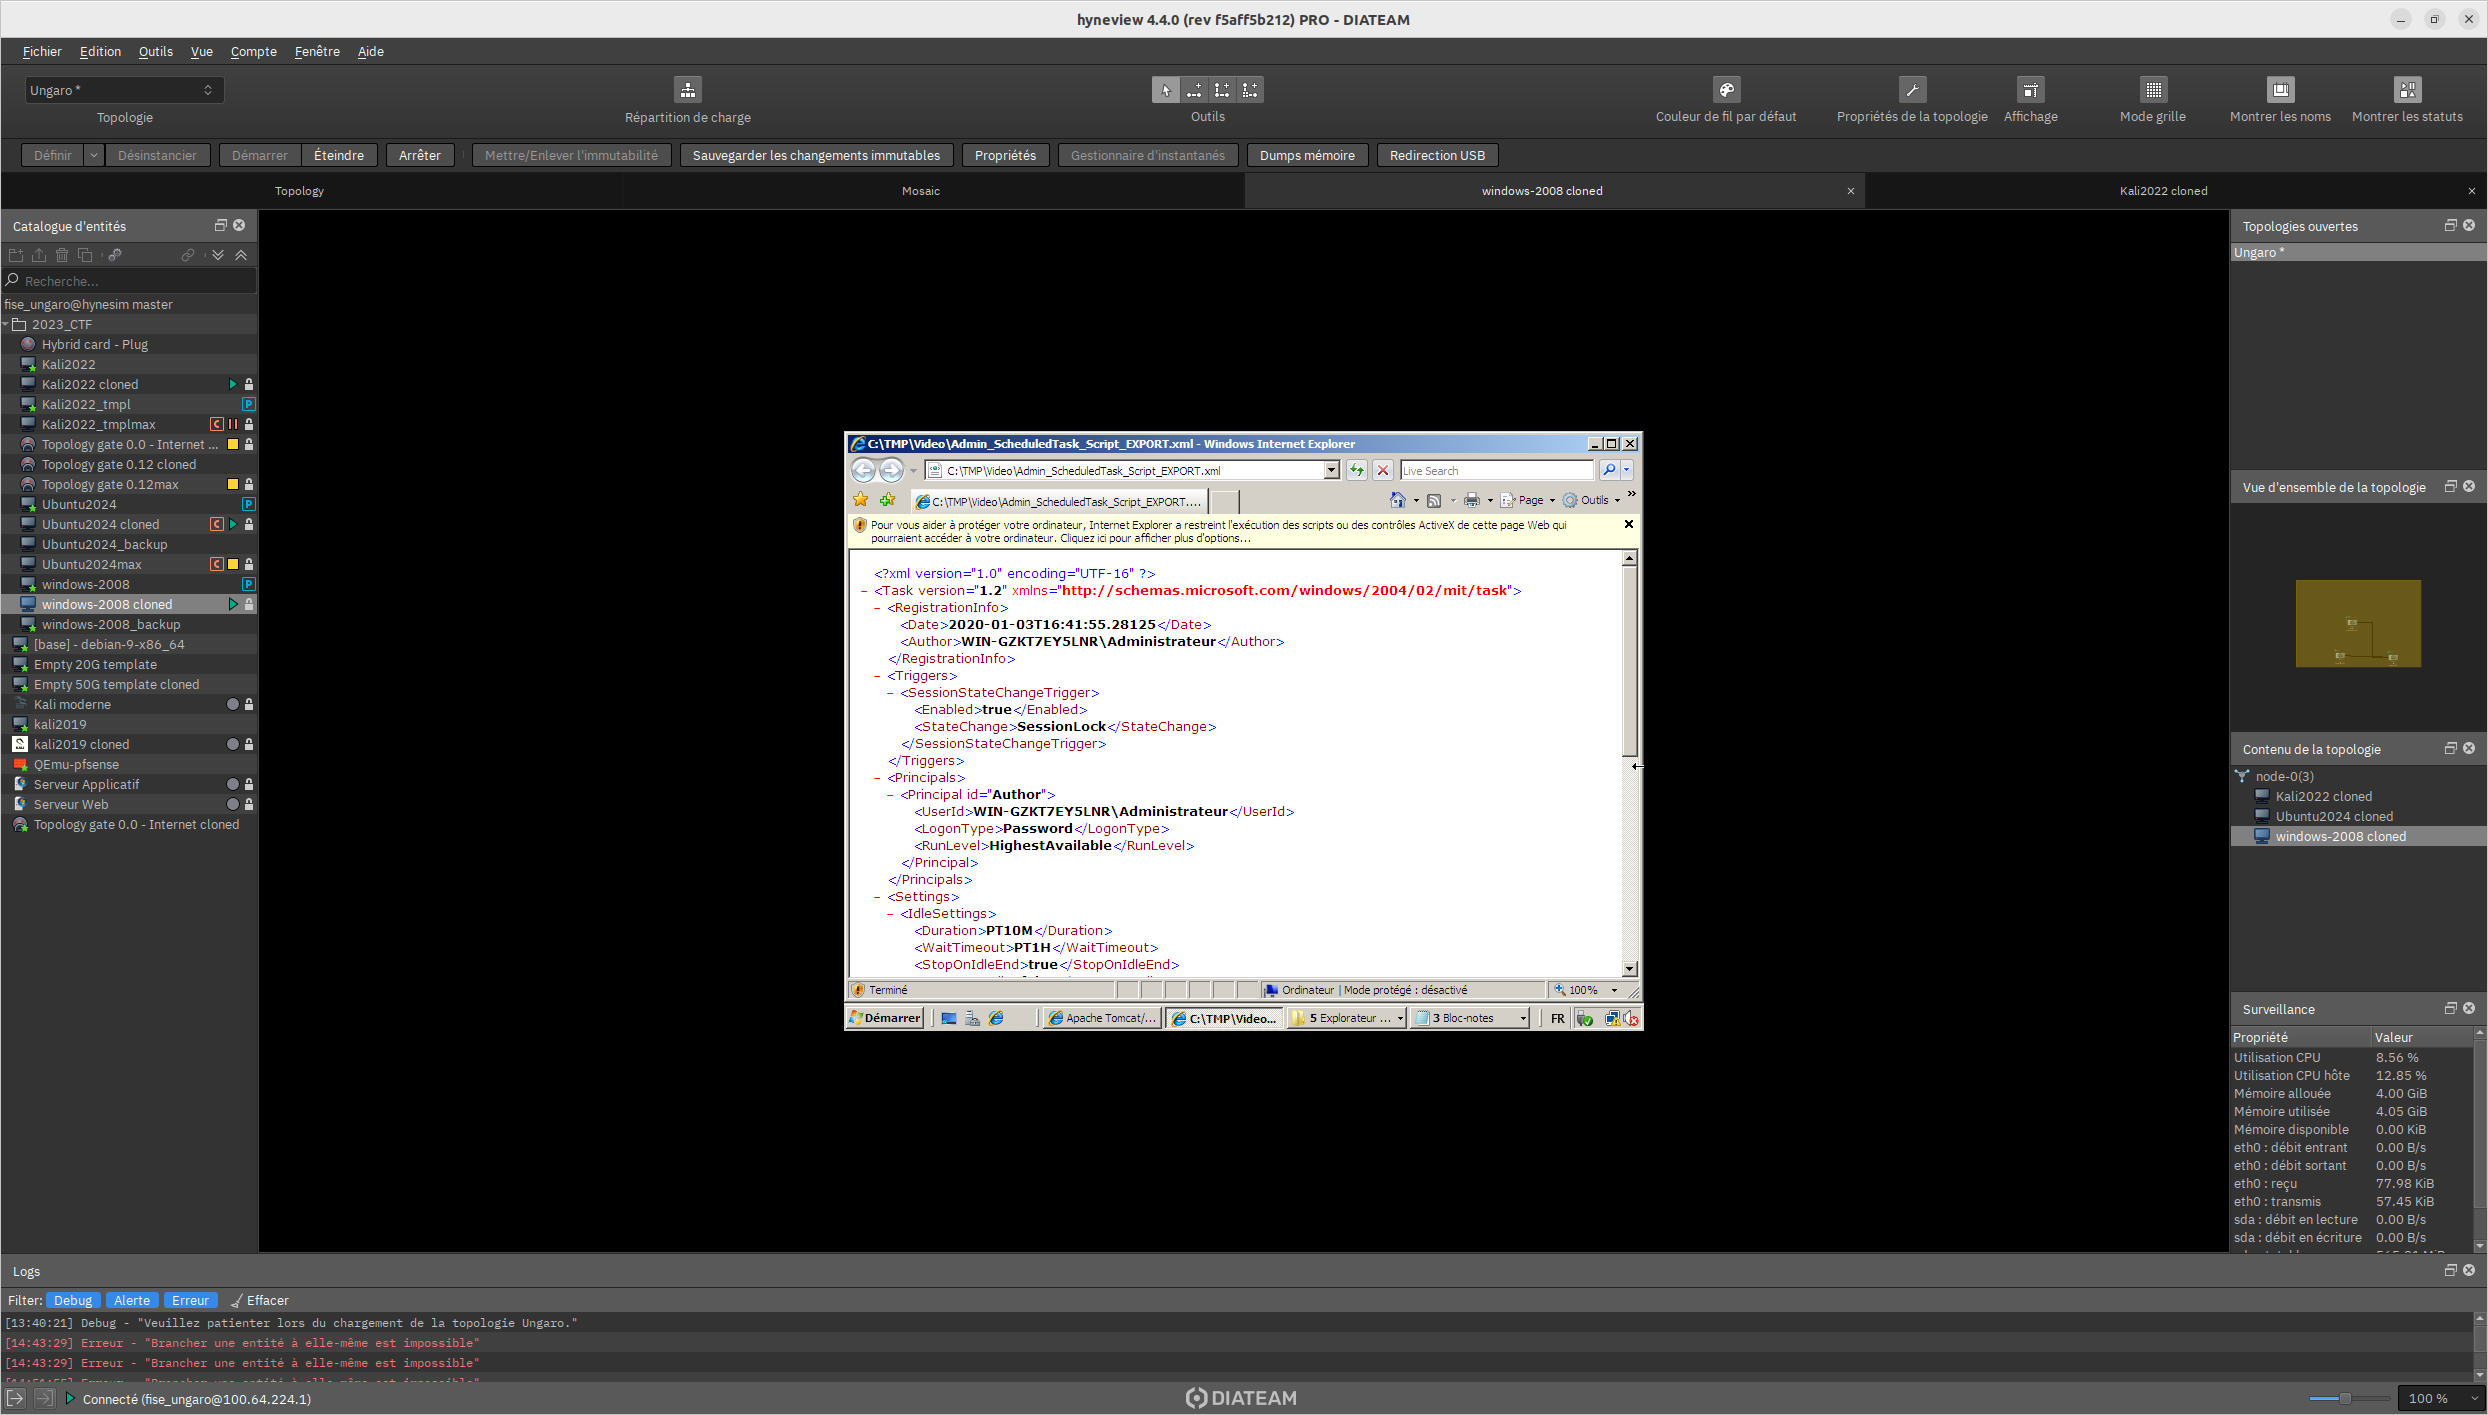 hyneview 4.4.0 (rev f5aff5b212) PRO - DIATEAM
Fichier Edition Outils Vue Compte Fenêtre Aide
Ungaro *
Topologie
Répartition de charge
Outils
Couleur de fil par défaut
Propriétés de la topologie
Affichage
Mode grille
Montrer les noms
Montrer les statuts
Définir Désinstancier Démarrer Éteindre Arrêter Mettre/Enlever l'immutabilité Sauvegarder les changements immutables Propriétés Gestionnaire d'instantanés Dumps mémoire Redirection USB
Topology Mosaic windows-2008 cloned Kali2022 cloned
Catalogue d'entités
Recherche...
fise_ungaro@hynesim master
2023_CTF
Hybrid card - Plug
Kali2022
Kali2022 cloned
Kali2022_tmpl P
Kali2022_tmplmax C
Topology gate 0.0 - Internet ...
Topology gate 0.12 cloned
Topology gate 0.12max
Ubuntu2024 P
Ubuntu2024 cloned C
Ubuntu2024_backup
Ubuntu2024max C
windows-2008 P
windows-2008 cloned
windows-2008_backup
[base] - debian-9-x86_64
Empty 20G template
Empty 50G template cloned
Kali moderne
kali2019
kali2019 cloned
QEmu-pfsense
Serveur Applicatif
Serveur Web
Topology gate 0.0 - Internet cloned
C:\TMP\Video\Admin_ScheduledTask_Script_EXPORT.xml - Windows Internet Explorer
C:\TMP\Video\Admin_ScheduledTask_Script_EXPORT.xml
Live Search
C:\TMP\Video\Admin_ScheduledTask_Script_EXPORT....
Page Outils »
Pour vous aider à protéger votre ordinateur, Internet Explorer a restreint l'exécution des scripts ou des contrôles ActiveX de cette page Web qui
pourraient accéder à votre ordinateur. Cliquez ici pour afficher plus d'options...
<?xml version="1.0" encoding="UTF-16" ?>
- <Task version="1.2" xmlns="http://schemas.microsoft.com/windows/2004/02/mit/task">
- <RegistrationInfo>
<Date>2020-01-03T16:41:55.28125</Date>
<Author>WIN-GZKT7EY5LNR\Administrateur</Author>
</RegistrationInfo>
- <Triggers>
- <SessionStateChangeTrigger>
<Enabled>true</Enabled>
<StateChange>SessionLock</StateChange>
</SessionStateChangeTrigger>
</Triggers>
- <Principals>
- <Principal id="Author">
<UserId>WIN-GZKT7EY5LNR\Administrateur</UserId>
<LogonType>Password</LogonType>
<RunLevel>HighestAvailable</RunLevel>
</Principal>
</Principals>
- <Settings>
- <IdleSettings>
<Duration>PT10M</Duration>
<WaitTimeout>PT1H</WaitTimeout>
<StopOnIdleEnd>true</StopOnIdleEnd>
Terminé
Ordinateur | Mode protégé : désactivé
100%
Démarrer
Apache Tomcat/...
C:\TMP\Video...
5 Explorateur ...
3 Bloc-notes
FR
Topologies ouvertes
Ungaro *
Vue d'ensemble de la topologie
Contenu de la topologie
node-0(3)
Kali2022 cloned
Ubuntu2024 cloned
windows-2008 cloned
Surveillance
Propriété Valeur
Utilisation CPU 8.56 %
Utilisation CPU hôte 12.85 %
Mémoire allouée 4.00 GiB
Mémoire utilisée 4.05 GiB
Mémoire disponible 0.00 KiB
eth0 : débit entrant 0.00 B/s
eth0 : débit sortant 0.00 B/s
eth0 : reçu 77.98 KiB
eth0 : transmis 57.45 KiB
sda : débit en lecture 0.00 B/s
sda : débit en écriture 0.00 B/s
Logs
Filter: Debug Alerte Erreur Effacer
[13:40:21] Debug - "Veuillez patienter lors du chargement de la topologie Ungaro."
[14:43:29] Erreur - "Brancher une entité à elle-même est impossible"
[14:43:29] Erreur - "Brancher une entité à elle-même est impossible"
Connecté (fise_ungaro@100.64.224.1)
DIATEAM
100 %